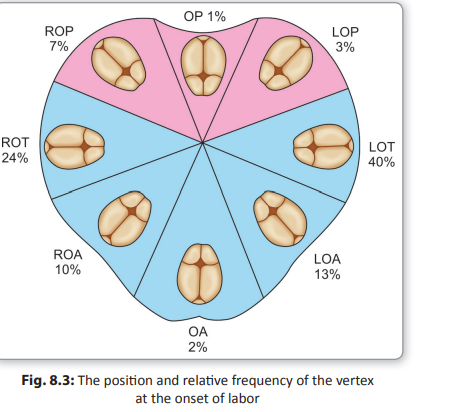 OP 1%
ROP
7%
LOP
3%
ROT
24%
LOT
40%
ROA
10%
LOA
13%
OA
2%
Fig. 8.3: The position and relative frequency of the vertex
at the onset of labor